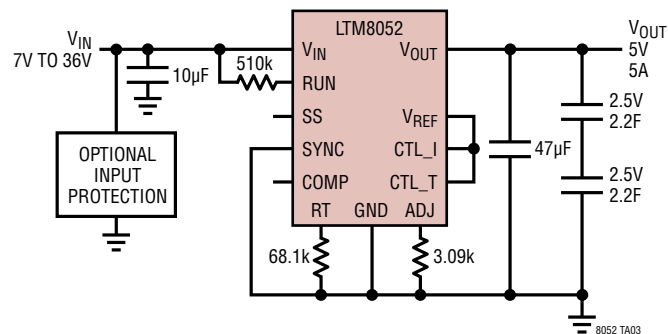 LTM8052
VIN
7V TO 36V
10µF
510k
VIN
RUN
SS
SYNC
COMP
RT
GND
ADJ
VOUT
VREF
CTL_I
CTL_T
VOUT
5V
5A
47µF
2.5V
2.2F
2.5V
2.2F
OPTIONAL
INPUT
PROTECTION
68.1k
3.09k
8052 TA03